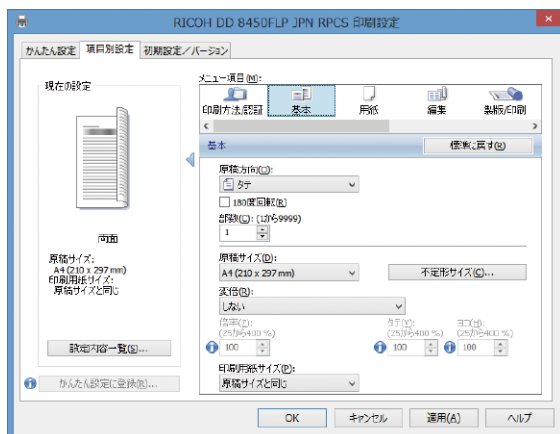 RICOH DD 8450FLP JPN RPCS 印刷設定
かんたん設定 項目別設定 初期設定／バージョン
現在の設定
両面
原稿サイズ:
A4 (210 x 297 mm)
印刷用紙サイズ:
原稿サイズと同じ
設定内容一覧(S)...
かんたん設定に登録(R)...
メニュー項目(M):
印刷方法/認証 基本 用紙 編集 製版/印刷
基本 標準に戻す(R)
原稿方向(O):
タテ
180度回転(R)
部数(C): (1から9999)
1
原稿サイズ(D):
A4 (210 x 297 mm) 不定形サイズ(C)...
変倍(R):
しない
倍率(Z): タテ(Y): ヨコ(H):
(25から400 %) (25から400 %) (25から400 %)
100 100 100
印刷用紙サイズ(P):
原稿サイズと同じ
OK キャンセル 適用(A) ヘルプ